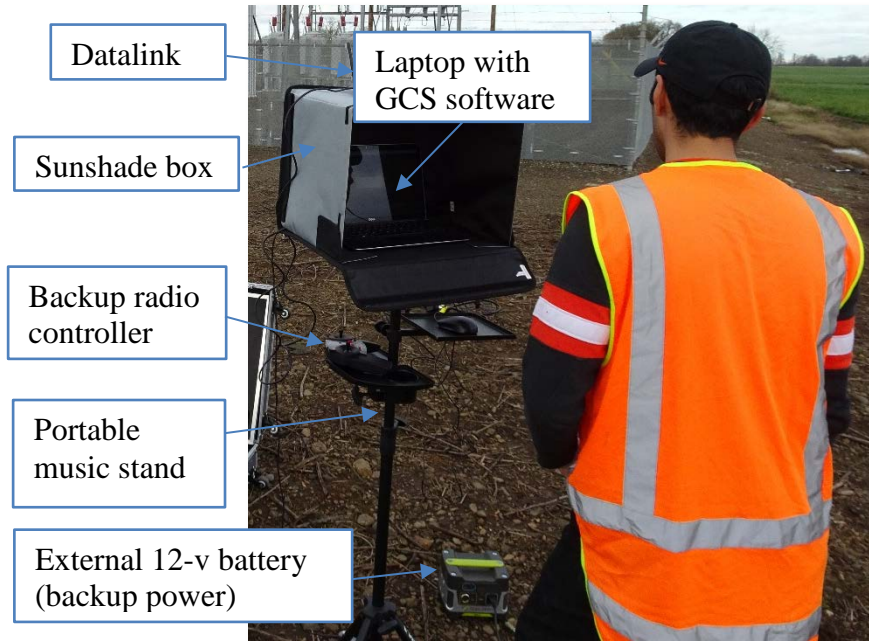 Datalink
Laptop with
GCS software
Sunshade box
Backup radio
controller
Portable
music stand
External 12-v battery
(backup power)